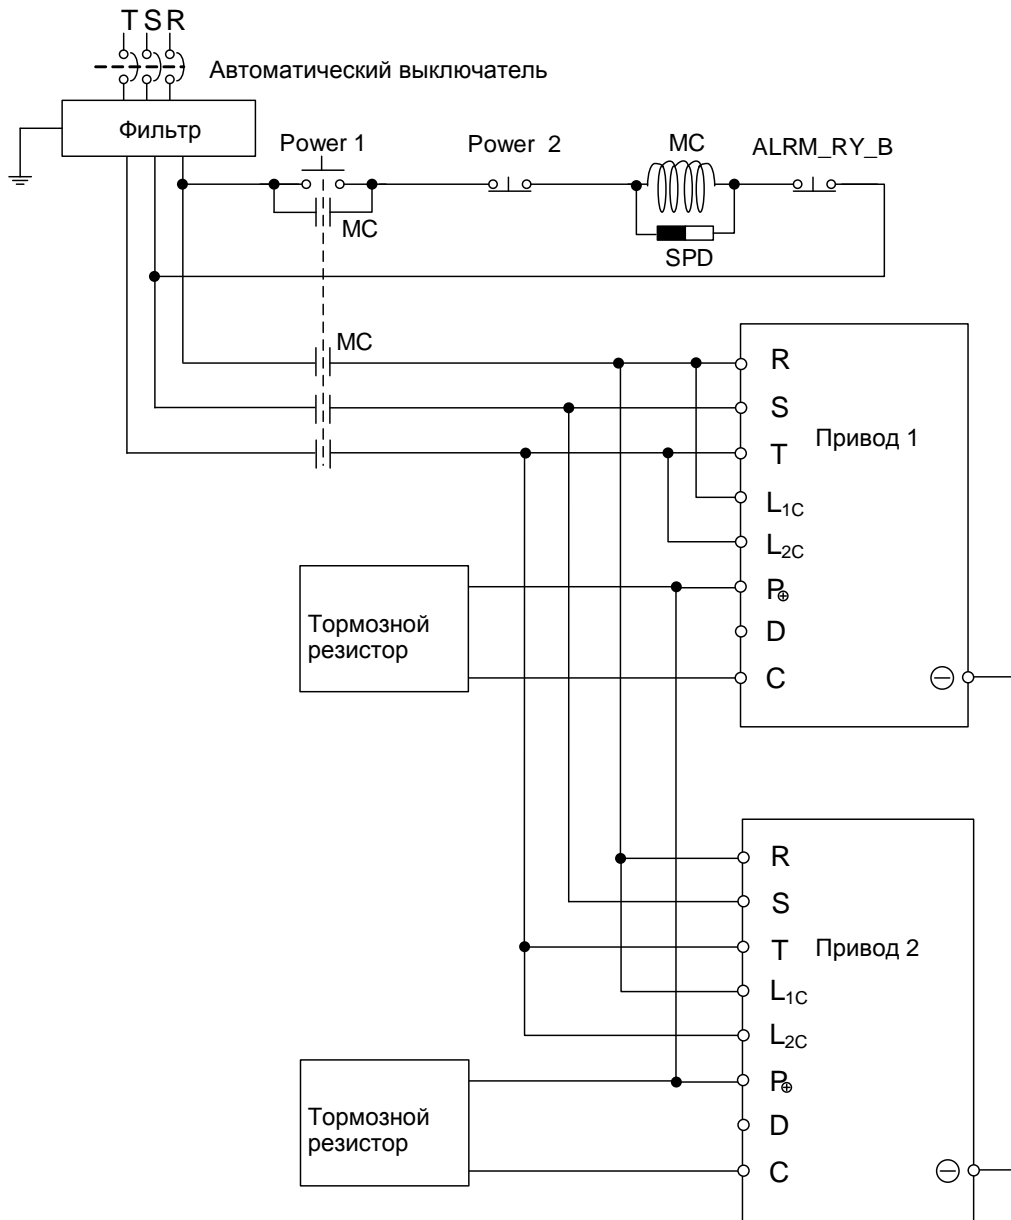 T S R
Автоматический выключатель
Фильтр
Power 1
Power 2
MC
ALRM_RY_B
MC
SPD
MC
R
S
Привод 1
T
L1C
L2C
P⊕
Тормозной
резистор
D
C
⊖
R
S
Привод 2
T
L1C
L2C
P⊕
Тормозной
резистор
D
C
⊖